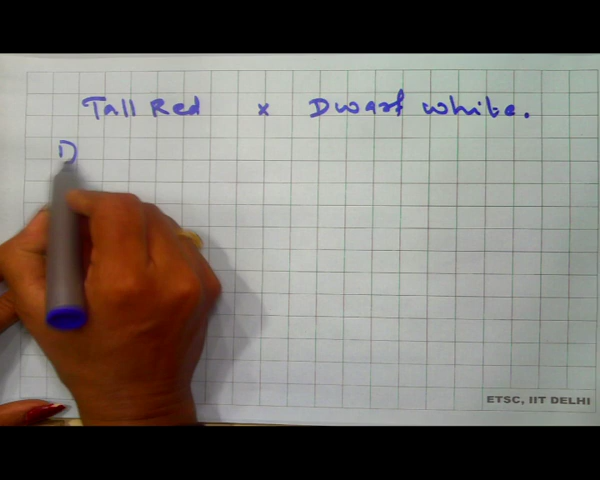 Tall Red x Dwarf white.
D
ETSC, IIT DELHI